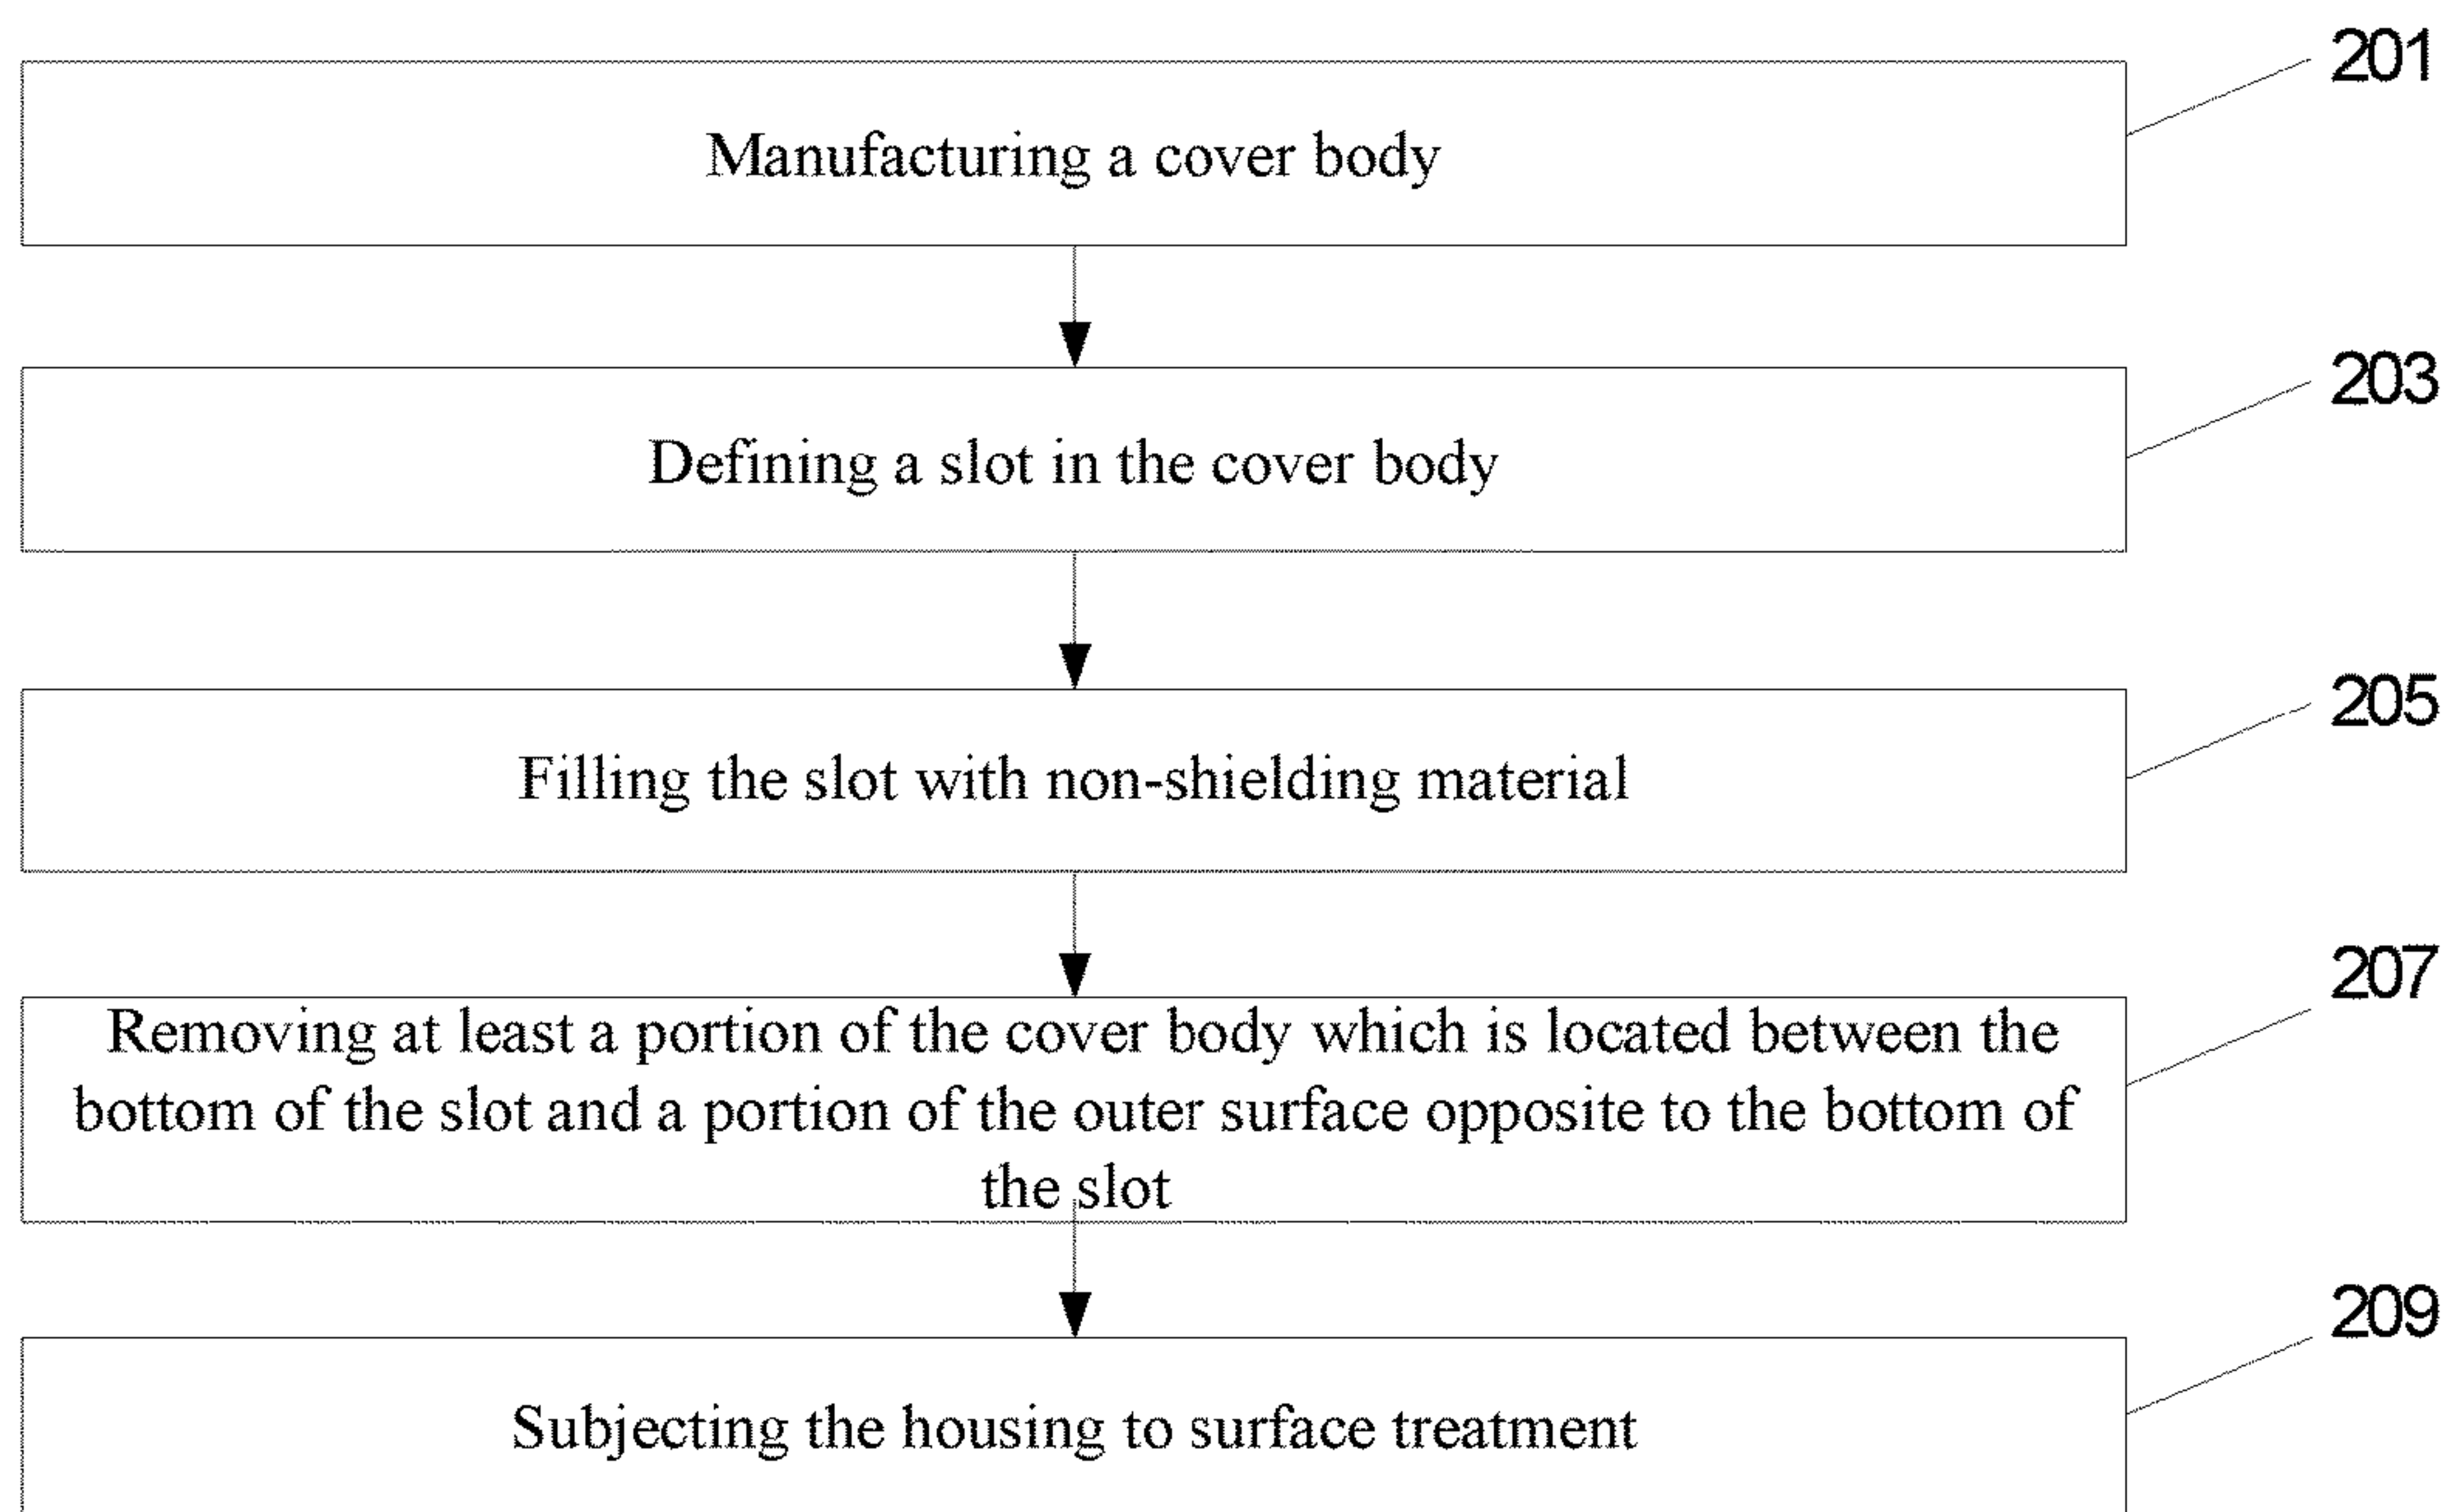 201
Manufacturing a cover body
203
Defining a slot in the cover body
205
Filling the slot with non-shielding material
207
Removing at least a portion of the cover body which is located between the
bottom of the slot and a portion of the outer surface opposite to the bottom of
the slot
209
Subjecting the housing to surface treatment